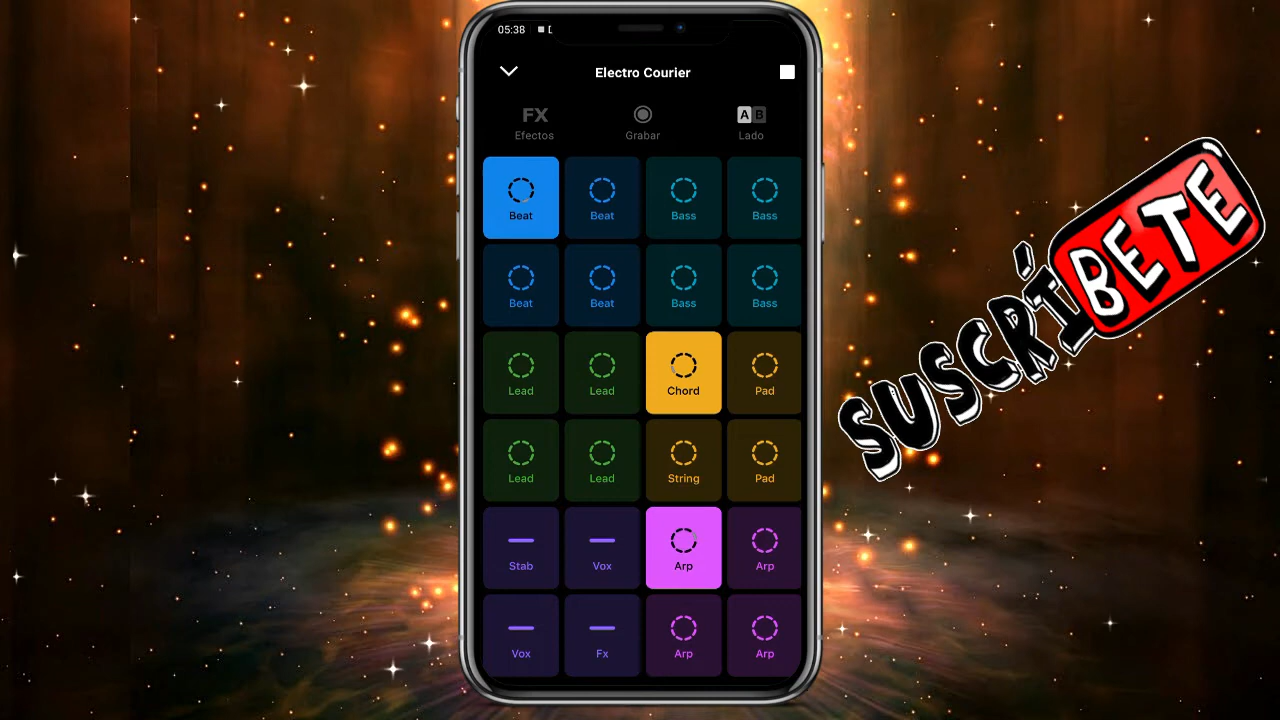 05:38
Electro Courier
FX A B
Efectos Grabar Lado
Beat Beat Bass Bass
Beat Beat Bass Bass
Lead Lead Chord Pad
Lead Lead String Pad
Stab Vox Arp Arp
Vox Fx Arp Arp
SUSCRÍBETE